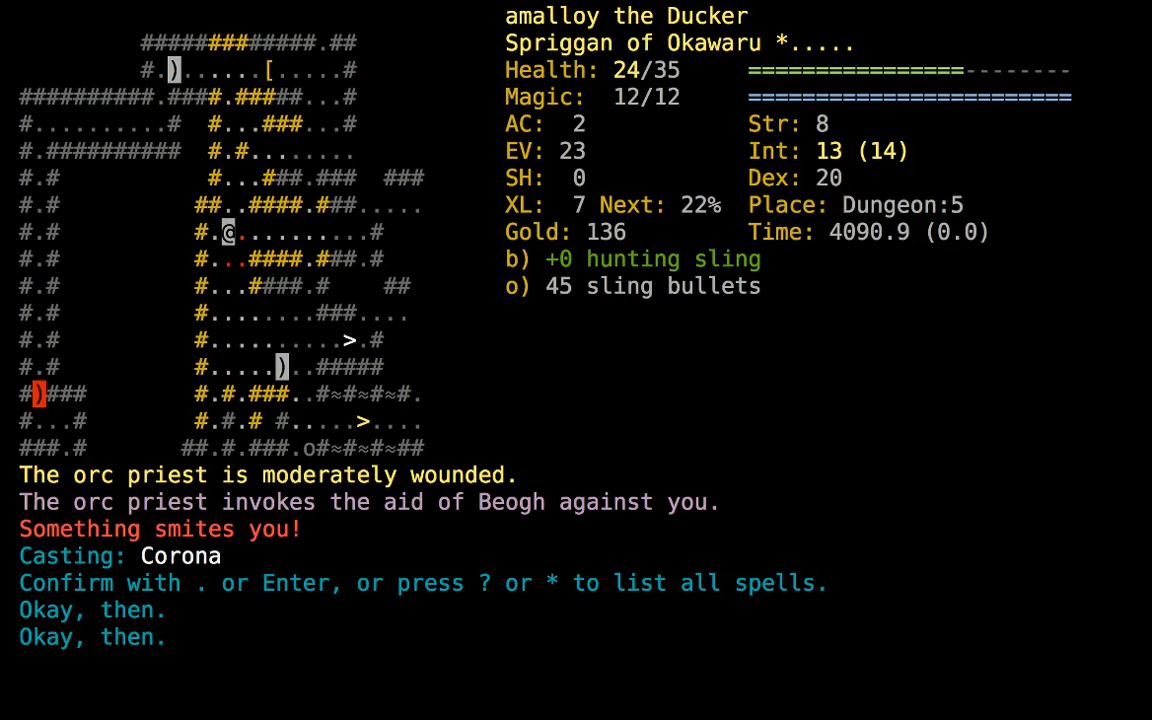 amalloy the Ducker
#############.## Spriggan of Okawaru *.....
#.)......[.....# Health: 24/35 ================--------
##########.####.#####...# Magic: 12/12 ========================
#..........#  #...###...# AC: 2 Str: 8
#.##########  #.#........ EV: 23 Int: 13 (14)
#.#           #...###.###  ### SH: 0 Dex: 20
#.#          ##..####.###..... XL: 7 Next: 22% Place: Dungeon:5
#.#          #.@..........# Gold: 136 Time: 4090.9 (0.0)
#.#          #...####.###.# b) +0 hunting sling
#.#          #...####.#    ## o) 45 sling bullets
#.#          #........###....
#.#          #..........>.#
#.#          #.....)..#####
#)###        #.#.###..#≈#≈#≈#.
#...#        #.#.# #.....>....
###.#       ##.#.###.o#≈#≈#≈##
The orc priest is moderately wounded.
The orc priest invokes the aid of Beogh against you.
Something smites you!
Casting: Corona
Confirm with . or Enter, or press ? or * to list all spells.
Okay, then.
Okay, then.